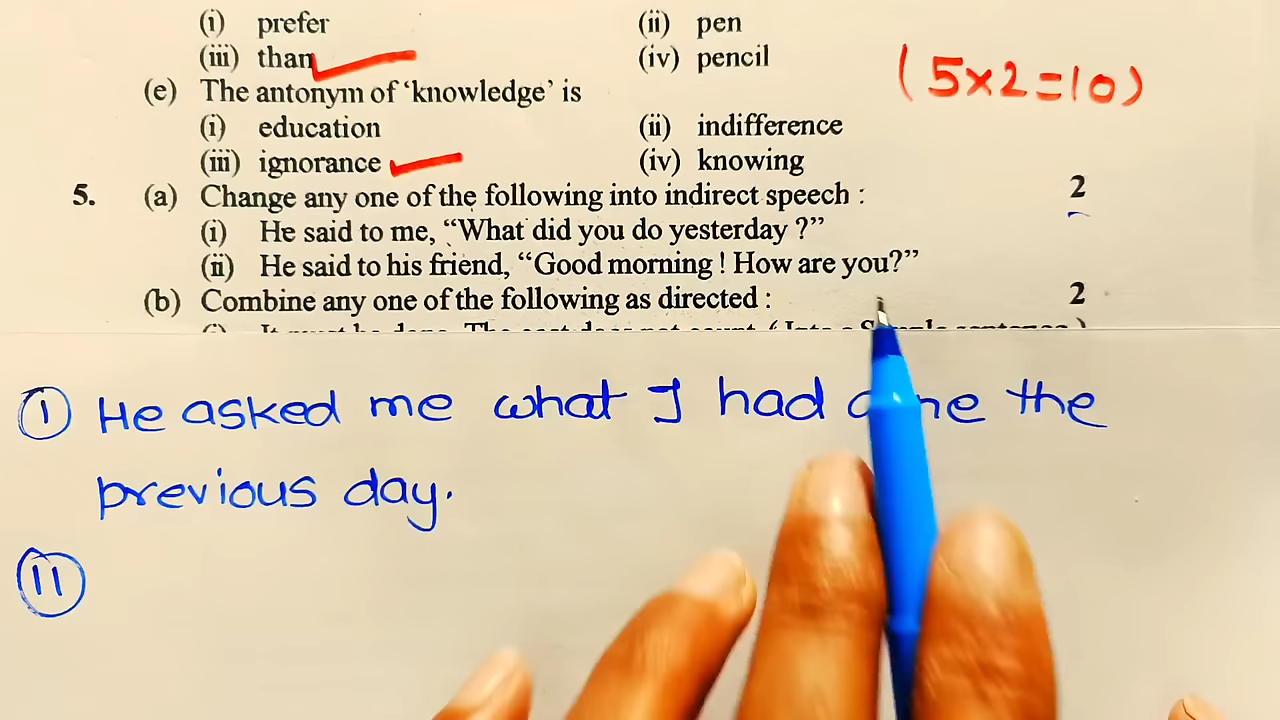 (i) prefer (ii) pen
(iii) than (iv) pencil
(5×2=10)
(e) The antonym of ‘knowledge’ is
(i) education (ii) indifference
(iii) ignorance (iv) knowing
5. (a) Change any one of the following into indirect speech : 2
(i) He said to me, “What did you do yesterday ?”
(ii) He said to his friend, “Good morning ! How are you?”
(b) Combine any one of the following as directed : 2
① He asked me what I had the
previous day.
⑪